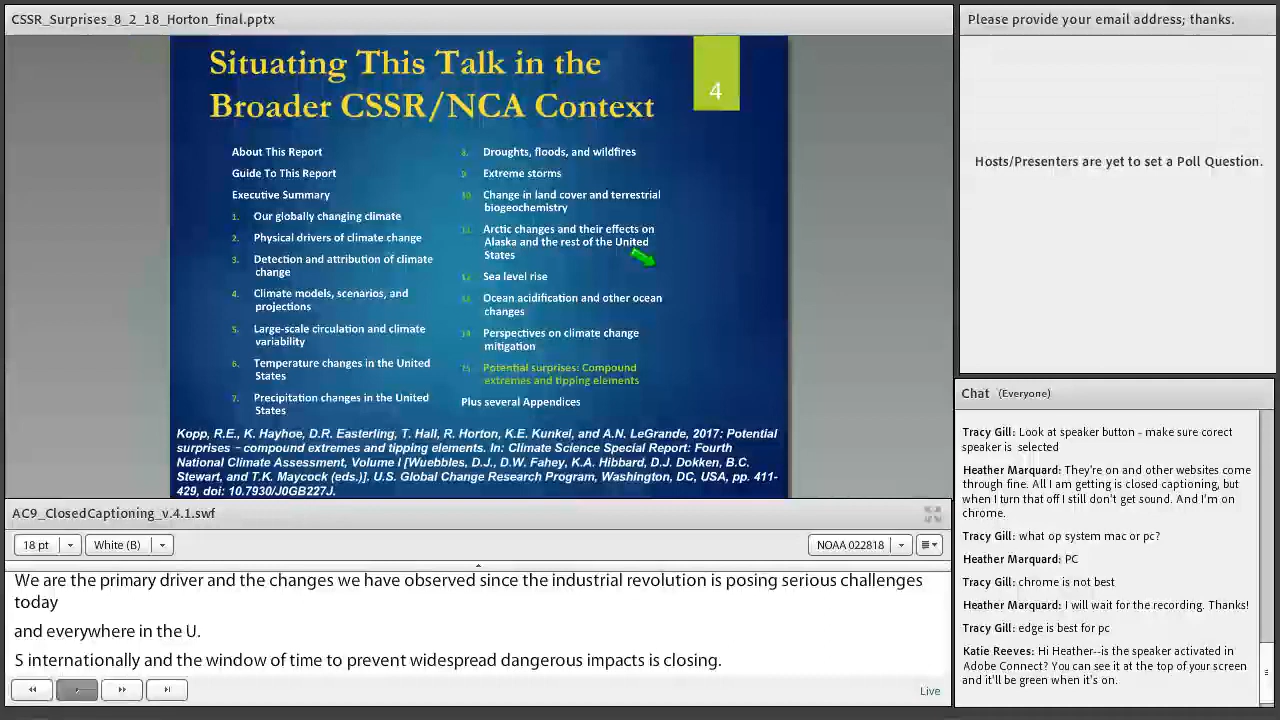 CSSR_Surprises_8_2_18_Horton_final.pptx
Situating This Talk in the
Broader CSSR/NCA Context
4
About This Report
Guide To This Report
Executive Summary
1. Our globally changing climate
2. Physical drivers of climate change
3. Detection and attribution of climate
change
4. Climate models, scenarios, and
projections
5. Large-scale circulation and climate
variability
6. Temperature changes in the United
States
7. Precipitation changes in the United
States
8. Droughts, floods, and wildfires
9. Extreme storms
10. Change in land cover and terrestrial
biogeochemistry
11. Arctic changes and their effects on
Alaska and the rest of the United
States
12. Sea level rise
13. Ocean acidification and other ocean
changes
14. Perspectives on climate change
mitigation
15. Potential surprises: Compound
extremes and tipping elements
Plus several Appendices
Kopp, R.E., K. Hayhoe, D.R. Easterling, T. Hall, R. Horton, K.E. Kunkel, and A.N. LeGrande, 2017: Potential
surprises – compound extremes and tipping elements. In: Climate Science Special Report: Fourth
National Climate Assessment, Volume I [Wuebbles, D.J., D.W. Fahey, K.A. Hibbard, D.J. Dokken, B.C.
Stewart, and T.K. Maycock (eds.)]. U.S. Global Change Research Program, Washington, DC, USA, pp. 411-
429, doi: 10.7930/J0GB227J.
AC9_ClosedCaptioning_v.4.1.swf
18 pt
White (B)
NOAA 022818
We are the primary driver and the changes we have observed since the industrial revolution is posing serious challenges
today
and everywhere in the U.
S internationally and the window of time to prevent widespread dangerous impacts is closing.
Live
Please provide your email address; thanks.
Hosts/Presenters are yet to set a Poll Question.
Chat (Everyone)
Tracy Gill: Look at speaker button - make sure correct
speaker is selected
Heather Marquard: They're on and other websites come
through fine. All I am getting is closed captioning, but
when I turn that off I still don't get sound. And I'm on
chrome.
Tracy Gill: what op system mac or pc?
Heather Marquard: PC
Tracy Gill: chrome is not best
Heather Marquard: I will wait for the recording. Thanks!
Tracy Gill: edge is best for pc
Katie Reeves: Hi Heather--is the speaker activated in
Adobe Connect? You can see it at the top of your screen
and it'll be green when it's on.